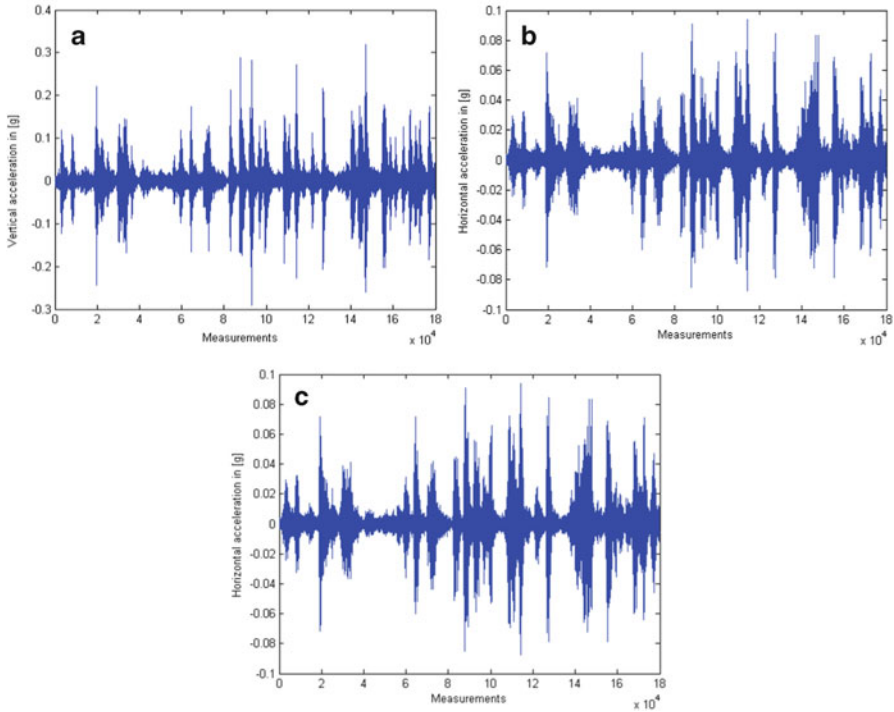 a
0.4
0.3
0.2
0.1
0
-0.1
-0.2
-0.3
Vertical acceleration in [g]
0 2 4 6 8 10 12 14 16 18
Measurements
x 10^4
b
0.1
0.08
0.06
0.04
0.02
0
-0.02
-0.04
-0.06
-0.08
-0.1
Horizontal acceleration in [g]
0 2 4 6 8 10 12 14 16 18
Measurements
x 10^4
c
0.1
0.08
0.06
0.04
0.02
0
-0.02
-0.04
-0.06
-0.08
-0.1
Horizontal acceleration in [g]
0 2 4 6 8 10 12 14 16 18
Measurements
x 10^4